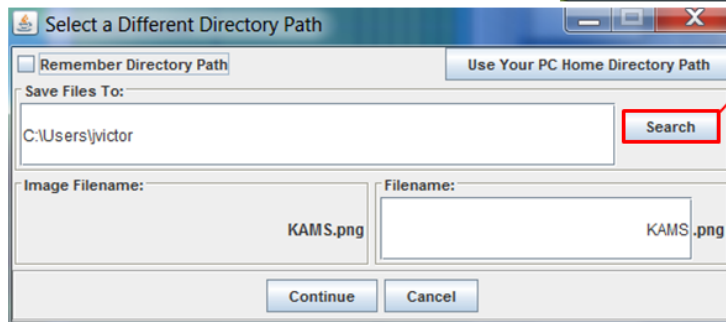 Select a Different Directory Path
Remember Directory Path
Use Your PC Home Directory Path
Save Files To:
C:\Users\jvictor
Search
Image Filename:
KAMS.png
Filename:
KAMS .png
Continue
Cancel